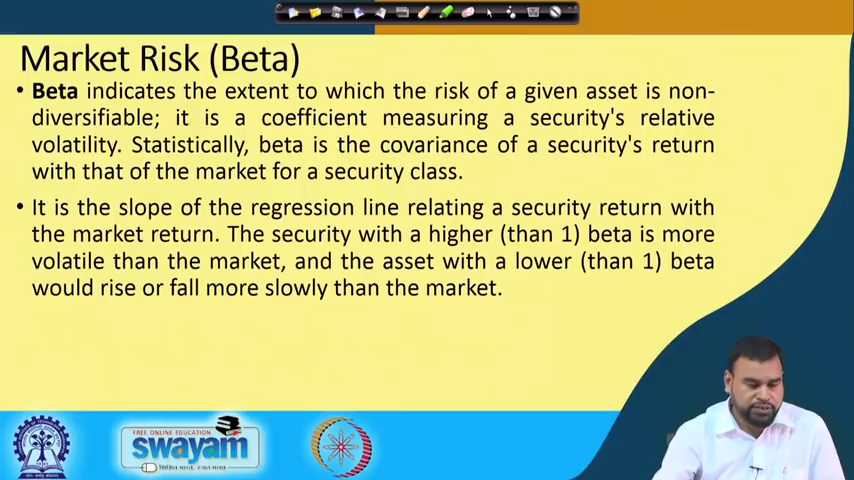 Market Risk (Beta)
• Beta indicates the extent to which the risk of a given asset is non-
diversifiable; it is a coefficient measuring a security's relative
volatility. Statistically, beta is the covariance of a security's return
with that of the market for a security class.
• It is the slope of the regression line relating a security return with
the market return. The security with a higher (than 1) beta is more
volatile than the market, and the asset with a lower (than 1) beta
would rise or fall more slowly than the market.
FREE ONLINE EDUCATION
swayam